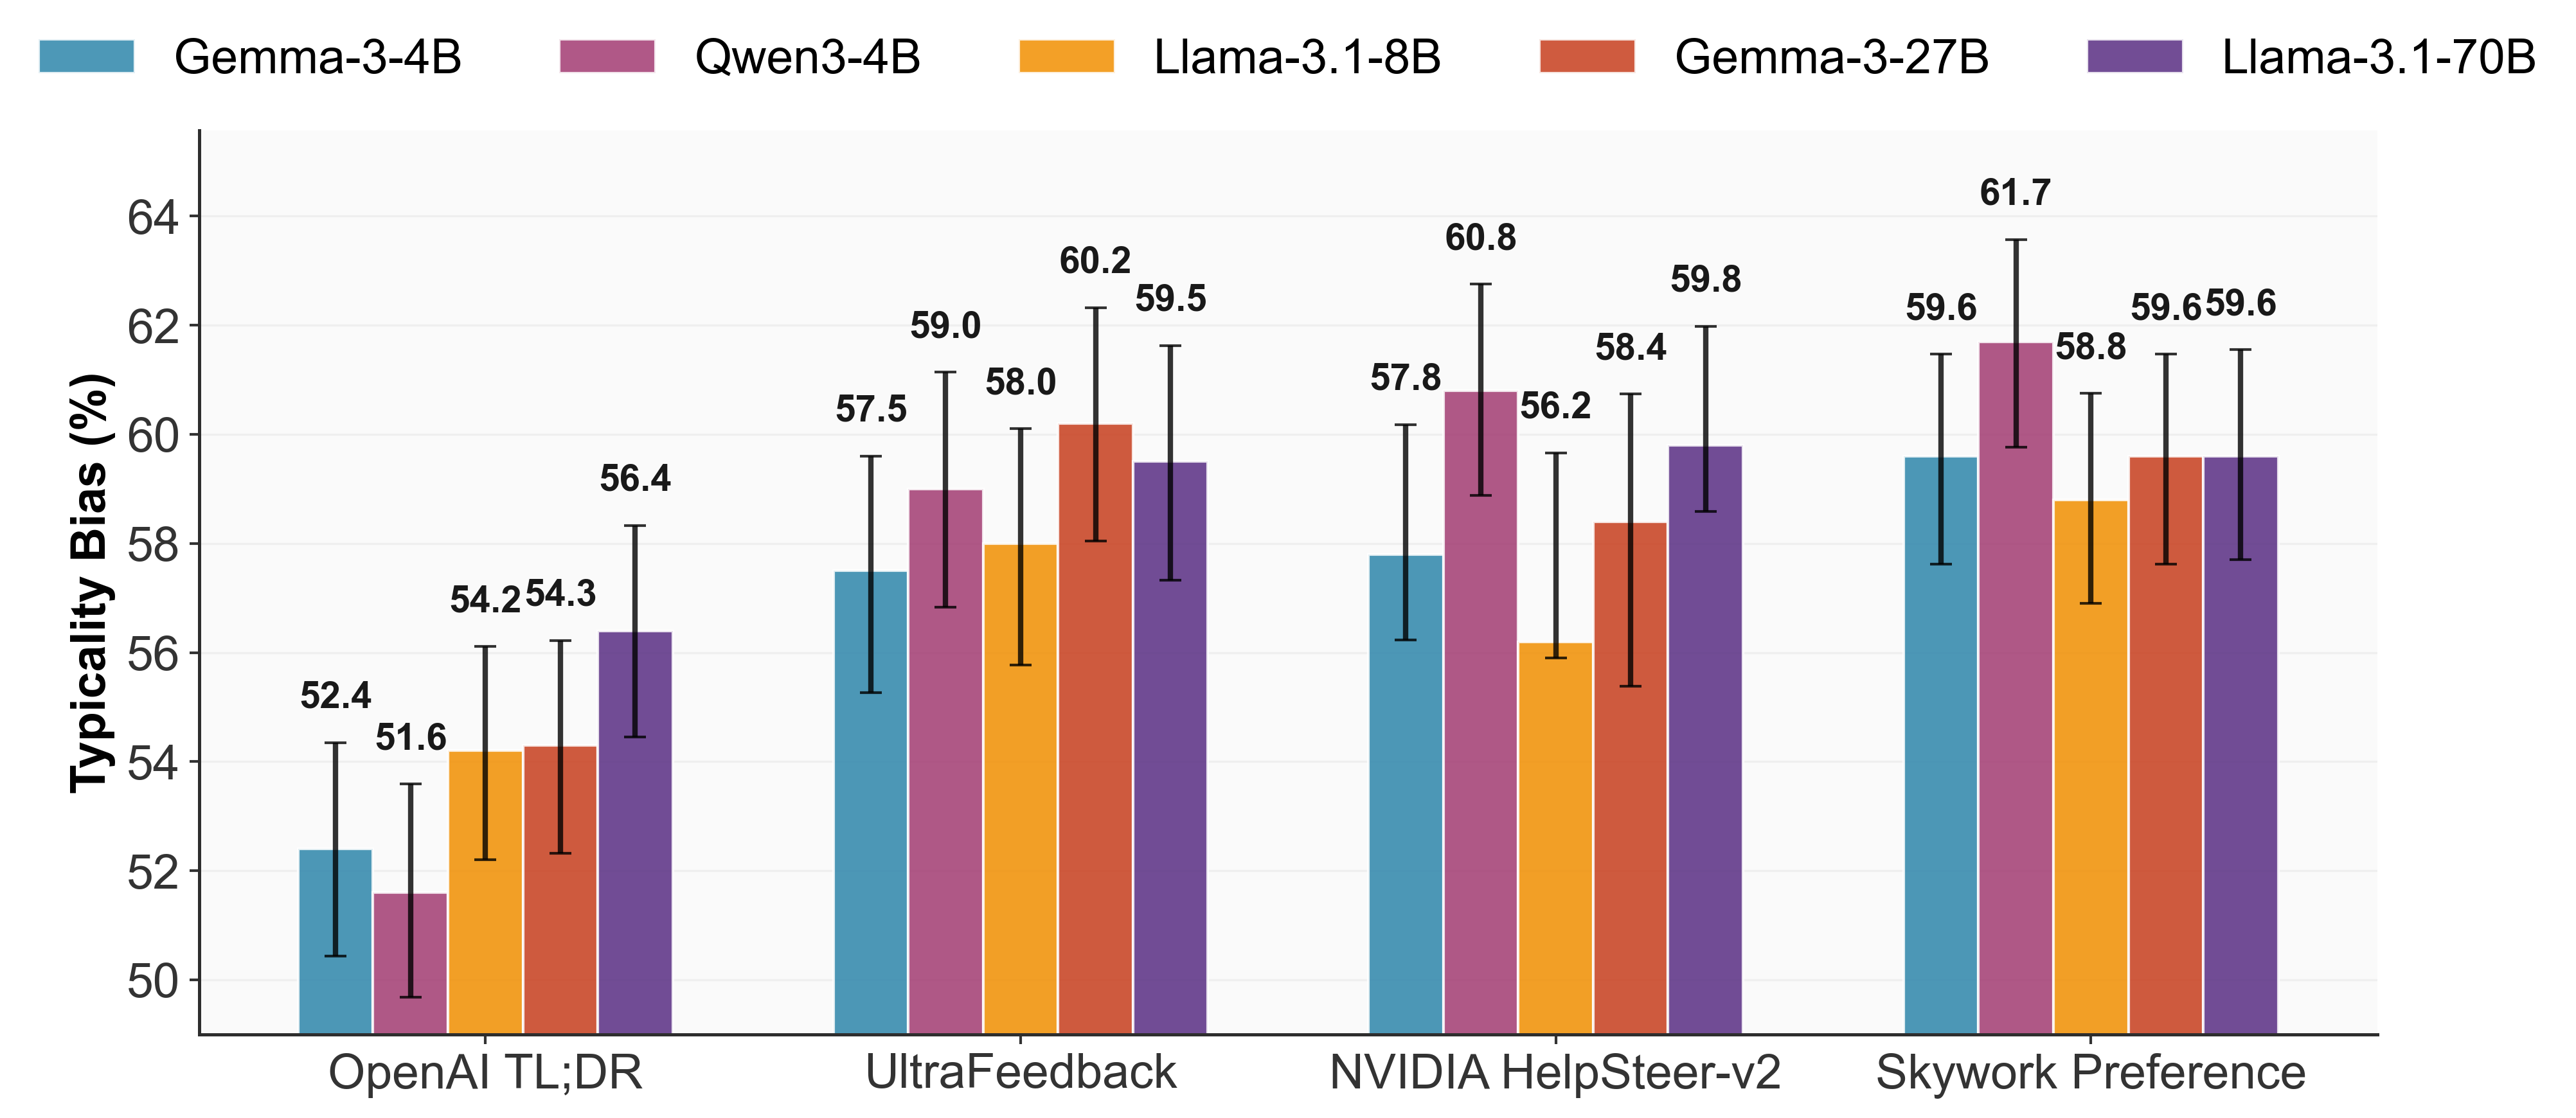 Gemma-3-4B Qwen3-4B Llama-3.1-8B Gemma-3-27B Llama-3.1-70B
Typicality Bias (%)
64
62
60
58
56
54
52
50
52.4 51.6 54.2 54.3 56.4
57.5 59.0 58.0 60.2 59.5
57.8 60.8 56.2 58.4 59.8
59.6 61.7 58.8 59.6 59.6
OpenAI TL;DR UltraFeedback NVIDIA HelpSteer-v2 Skywork Preference